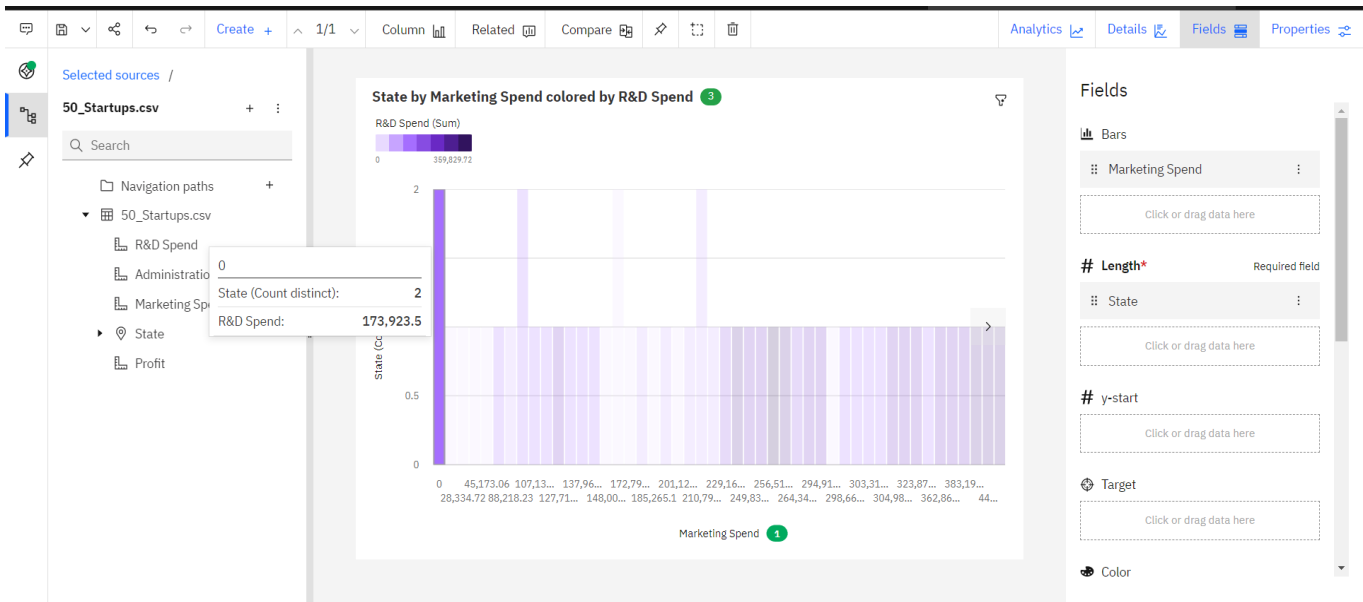 Create +
1/1
Column
Related
Compare
Analytics
Details
Fields
Properties
Selected sources /
50_Startups.csv
Search
Navigation paths
50_Startups.csv
R&D Spend
Administratio
Marketing Sp
State
Profit
0
State (Count distinct): 2
R&D Spend: 173,923.5
State by Marketing Spend colored by R&D Spend 3
R&D Spend (Sum)
0 359,829.72
2
0.5
0
State (Co
0 45,173.06 107,13... 137,96... 172,79... 201,12... 229,16... 256,51... 294,91... 303,31... 323,87... 383,19...
28,334.72 88,218.23 127,71... 148,00... 185,265.1 210,79... 249,83... 264,34... 298,66... 304,98... 362,86... 44...
Marketing Spend 1
Fields
Bars
Marketing Spend
Click or drag data here
# Length* Required field
State
Click or drag data here
# y-start
Click or drag data here
Target
Click or drag data here
Color